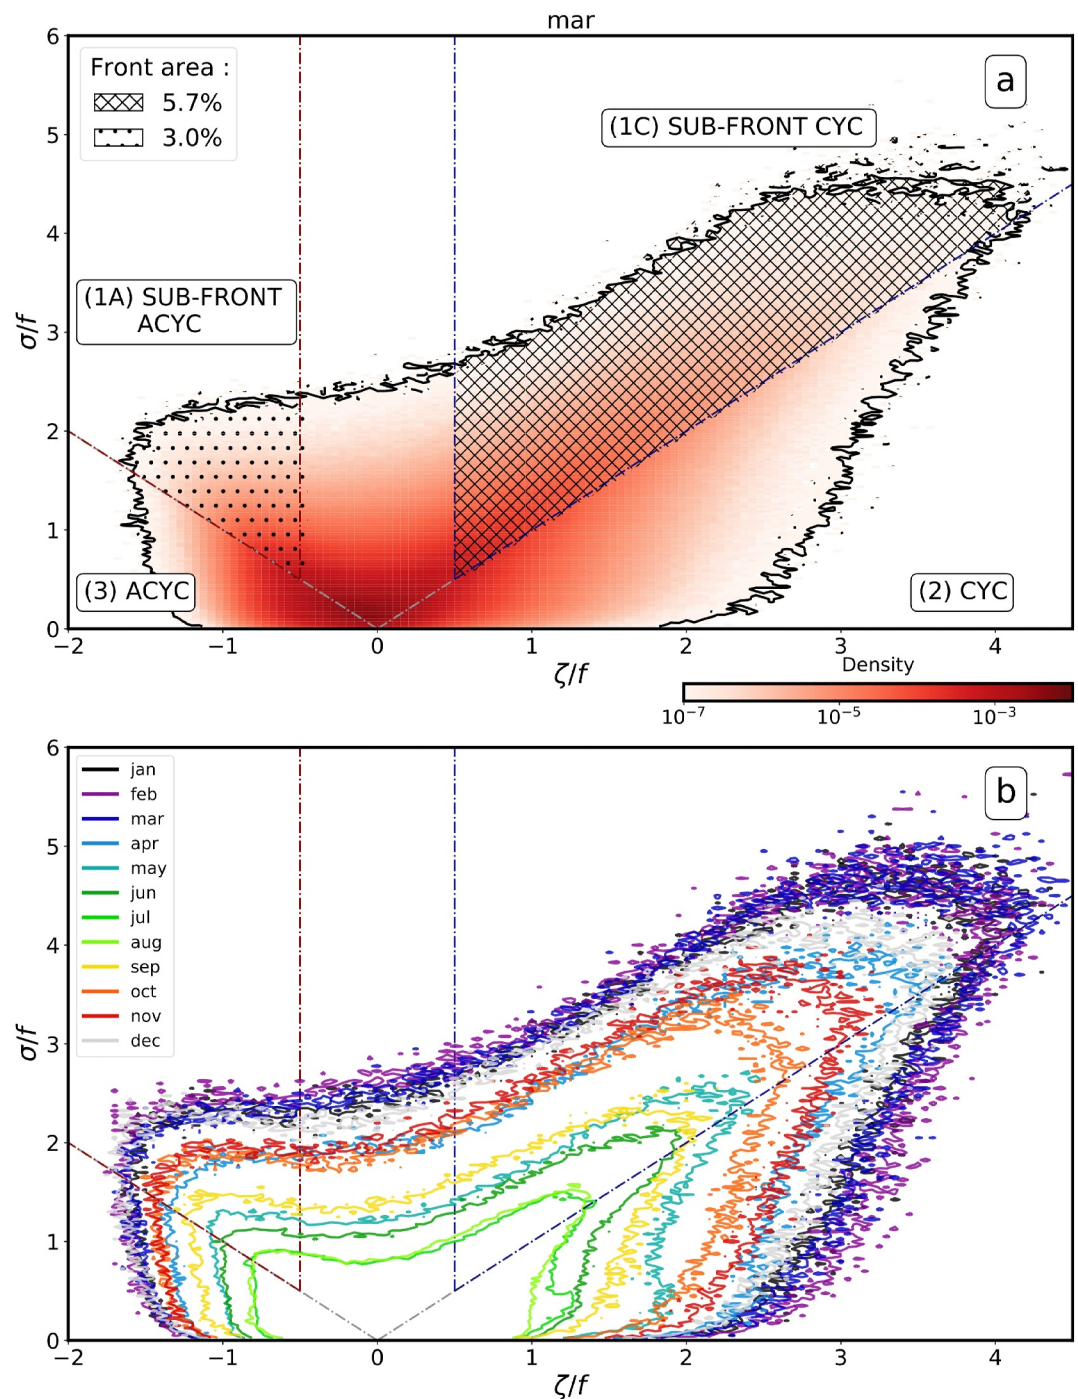 mar
6
5
4
3
2
1
0
σ/f
Front area :
5.7%
3.0%
a
(1C) SUB-FRONT CYC
(1A) SUB-FRONT
ACYC
(3) ACYC
(2) CYC
−2
−1
0
1
2
3
4
ζ/f
Density
10⁻⁷
10⁻⁵
10⁻³
6
5
4
3
2
1
0
σ/f
jan
feb
mar
apr
may
jun
jul
aug
sep
oct
nov
dec
b
−2
−1
0
1
2
3
4
ζ/f